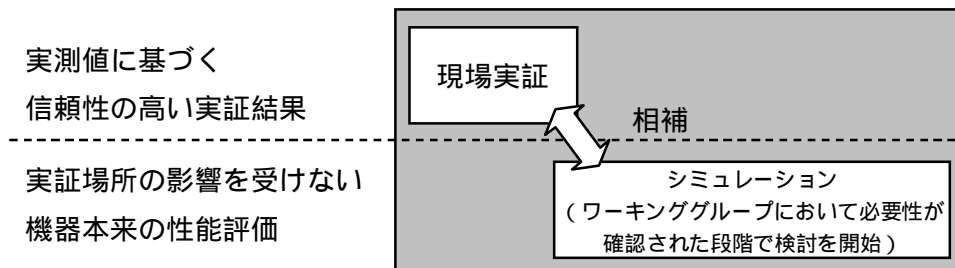 実測値に基づく
信頼性の高い実証結果
現場実証
相補
実証場所の影響を受けない
機器本来の性能評価
シミュレーション
（ワーキンググループにおいて必要性が
確認された段階で検討を開始）